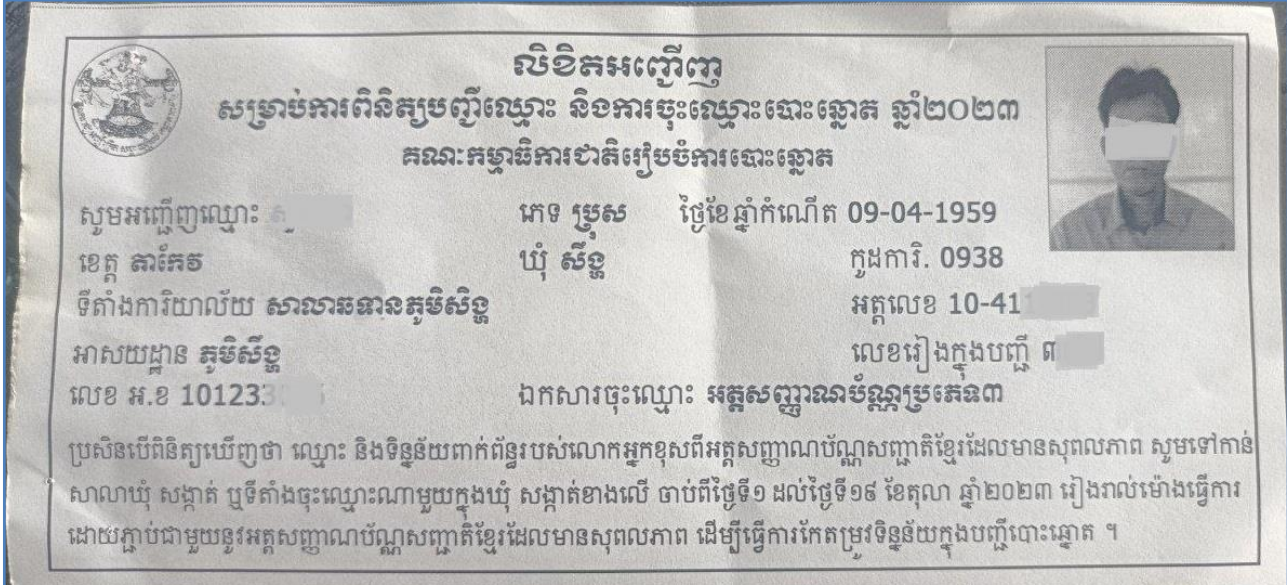 លិខិតអញ្ជើញ
សម្រាប់ការពិនិត្យបញ្ជីឈ្មោះ និងការចុះឈ្មោះបោះឆ្នោត ឆ្នាំ២០២៣
គណៈកម្មាធិការជាតិរៀបចំការបោះឆ្នោត
សូមអញ្ជើញឈ្មោះ ភេទ ប្រុស ថ្ងៃខែឆ្នាំកំណើត 09-04-1959
ខេត្ត តាកែវ ឃុំ សឹង្ហ កូដការិ. 0938
ទីតាំងការិយាល័យ សាលាឆទានភូមិសិង្ហ អត្តលេខ 10-41
អាសយដ្ឋាន ភូមិសឹង្ហ លេខរៀងក្នុងបញ្ជី ៣
លេខ អ.ខ 101233 ឯកសារចុះឈ្មោះ អត្តសញ្ញាណប័ណ្ណប្រភេទ៣
ប្រសិនបើពិនិត្យឃើញថា ឈ្មោះ និងទិន្នន័យពាក់ព័ន្ធរបស់លោកអ្នកខុសពីអត្តសញ្ញាណប័ណ្ណសញ្ជាតិខ្មែរដែលមានសុពលភាព សូមទៅកាន់
សាលាឃុំ សង្កាត់ ឬទីតាំងចុះឈ្មោះណាមួយក្នុងឃុំ សង្កាត់ខាងលើ ចាប់ពីថ្ងៃទី១ ដល់ថ្ងៃទី១៩ ខែតុលា ឆ្នាំ២០២៣ រៀងរាល់ម៉ោងធ្វើការ
ដោយភ្ជាប់ជាមួយនូវអត្តសញ្ញាណប័ណ្ណសញ្ជាតិខ្មែរដែលមានសុពលភាព ដើម្បីធ្វើការកែតម្រូវទិន្នន័យក្នុងបញ្ជីបោះឆ្នោត ។